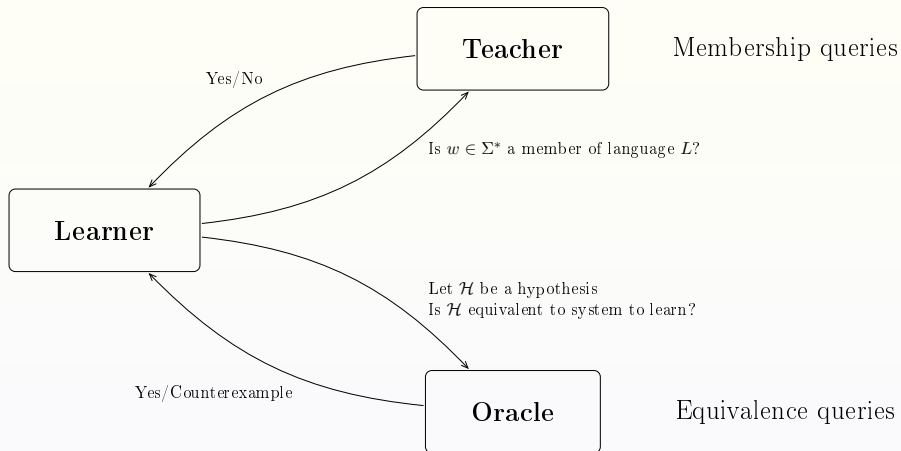 Teacher
Membership queries
Yes/No
Is w ∈ Σ* a member of language L?
Learner
Let ℋ be a hypothesis
Is ℋ equivalent to system to learn?
Yes/Counterexample
Oracle
Equivalence queries